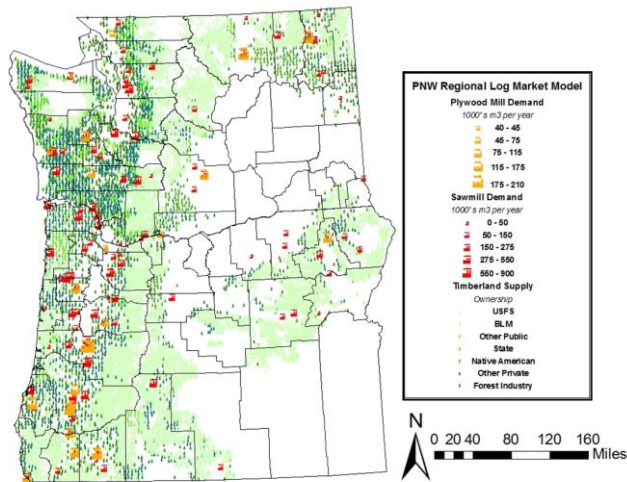 PNW Regional Log Market Model
Plywood Mill Demand
1000's m3 per year
40 - 45
45 - 75
75 - 115
115 - 175
175 - 210
Sawmill Demand
1000's m3 per year
0 - 50
50 - 150
150 - 275
275 - 550
550 - 900
Timberland Supply
Ownership
USFS
BLM
Other Public
State
Native American
Other Private
Forest Industry
N
0 20 40 80 120 160
Miles